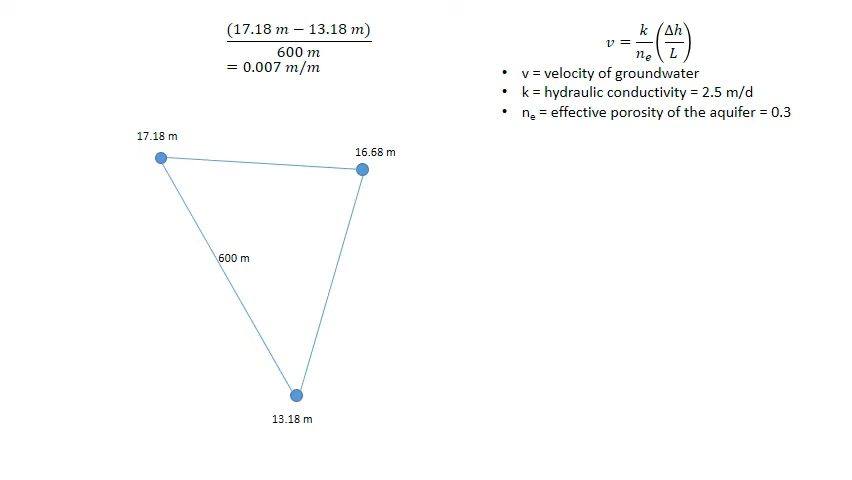 (17.18 m − 13.18 m)
600 m
= 0.007 m/m
v = k/nₑ (Δh/L)
• v = velocity of groundwater
• k = hydraulic conductivity = 2.5 m/d
• nₑ = effective porosity of the aquifer = 0.3
17.18 m
16.68 m
600 m
13.18 m